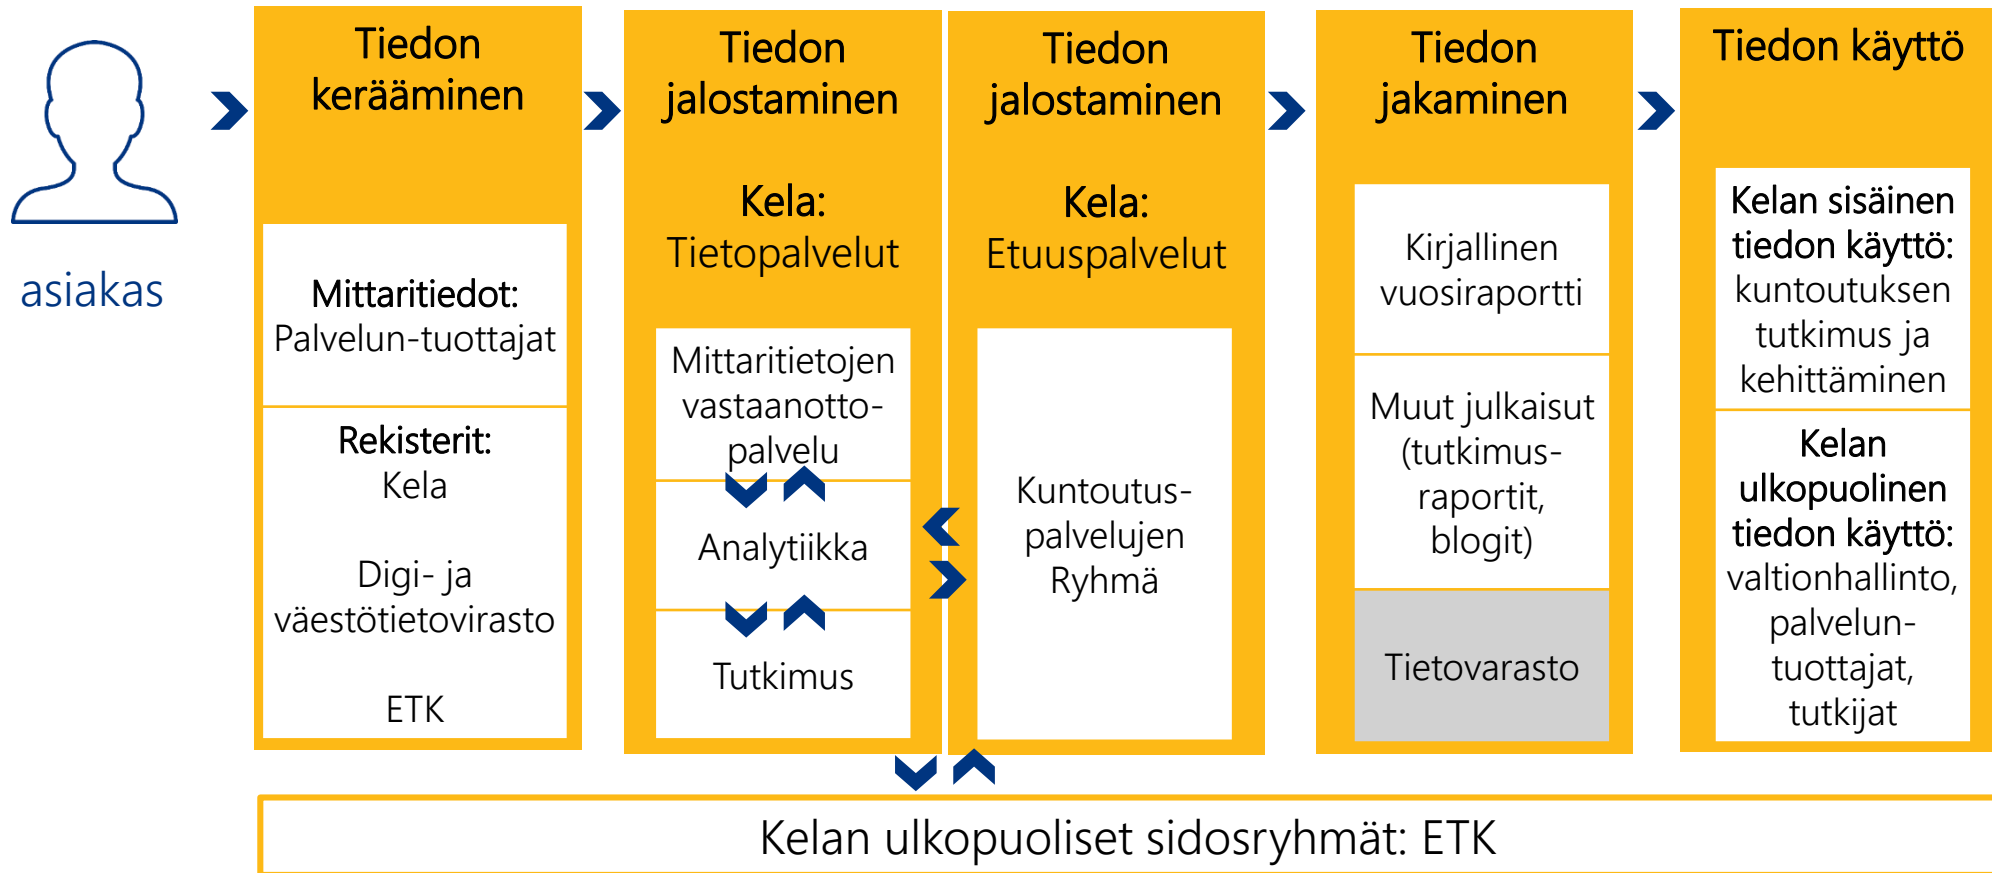 asiakas
Tiedon
kerääminen
Mittaritiedot:
Palvelun-tuottajat
Rekisterit:
Kela
Digi- ja
väestötietovirasto
ETK
Tiedon
jalostaminen
Kela:
Tietopalvelut
Mittaritietojen
vastaanotto-
palvelu
Analytiikka
Tutkimus
Tiedon
jalostaminen
Kela:
Etuuspalvelut
Kuntoutus-
palvelujen
Ryhmä
Tiedon
jakaminen
Kirjallinen
vuosiraportti
Muut julkaisut
(tutkimus-
raportit,
blogit)
Tietovarasto
Tiedon käyttö
Kelan sisäinen
tiedon käyttö:
kuntoutuksen
tutkimus ja
kehittäminen
Kelan
ulkopuolinen
tiedon käyttö:
valtionhallinto,
palvelun-
tuottajat,
tutkijat
Kelan ulkopuoliset sidosryhmät: ETK